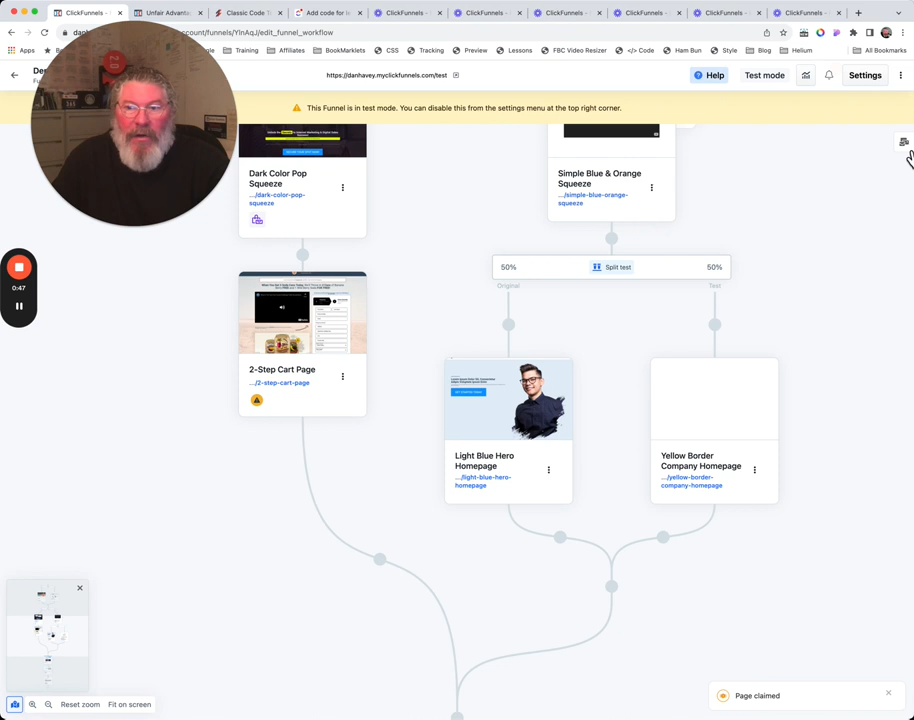 ClickFunnels
Unfair Advanta
Classic Code T
Add code for
ClickFunnels
ClickFunnels
ClickFunnels
ClickFunnels
ClickFunnels
ClickFunnels
account/funnels/YlnAqJ/edit_funnel_workflow
Apps
Training
Affiliates
BookMarklets
CSS
Tracking
Preview
Lessons
FBC Video Resizer
</> Code
Ham Bun
Style
Blog
Helium
All Bookmarks
https://danhavey.myclickfunnels.com/test
Help
Test mode
Settings
This Funnel is in test mode. You can disable this from the settings menu at the top right corner.
Dark Color Pop
Squeeze
.../dark-color-pop-
squeeze
Simple Blue & Orange
Squeeze
.../simple-blue-orange-
squeeze
0:47
50%
Split test
50%
Original
Test
2-Step Cart Page
.../2-step-cart-page
Light Blue Hero
Homepage
.../light-blue-hero-
homepage
Yellow Border
Company Homepage
.../yellow-border-
company-homepage
Reset zoom
Fit on screen
Page claimed